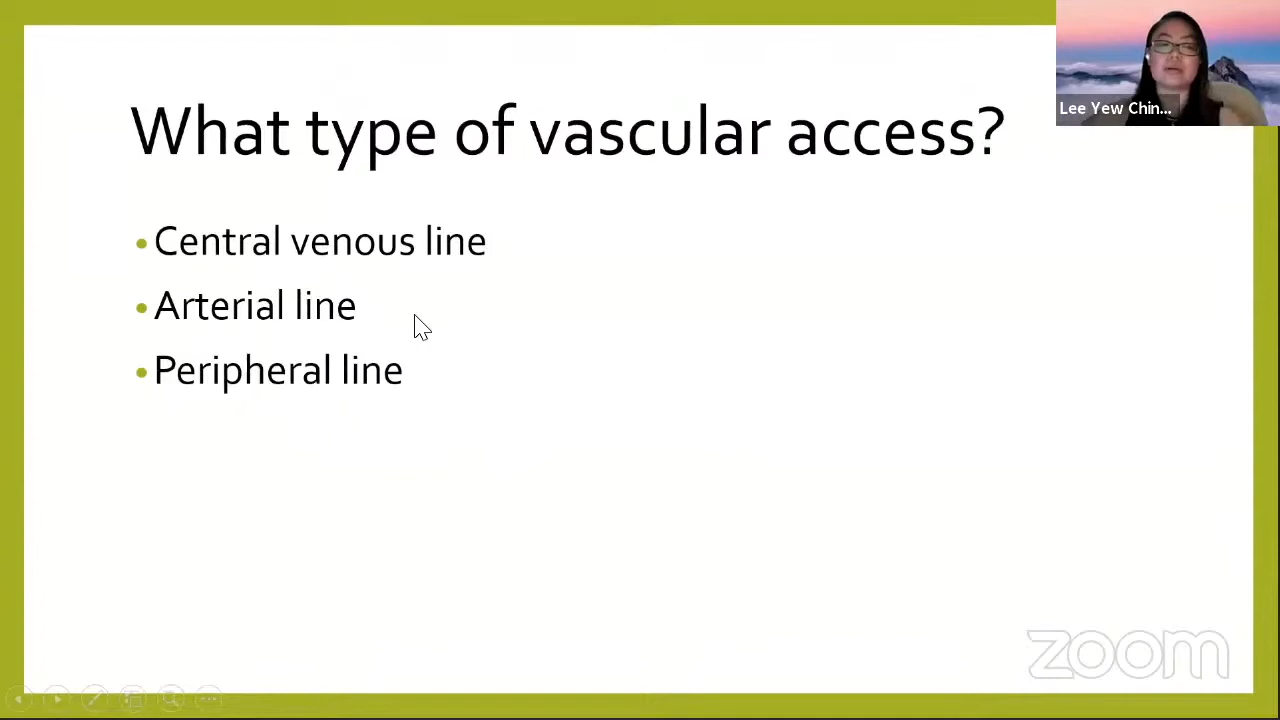 What type of vascular access?
Lee Yew Chin...
• Central venous line
• Arterial line
• Peripheral line
zoom